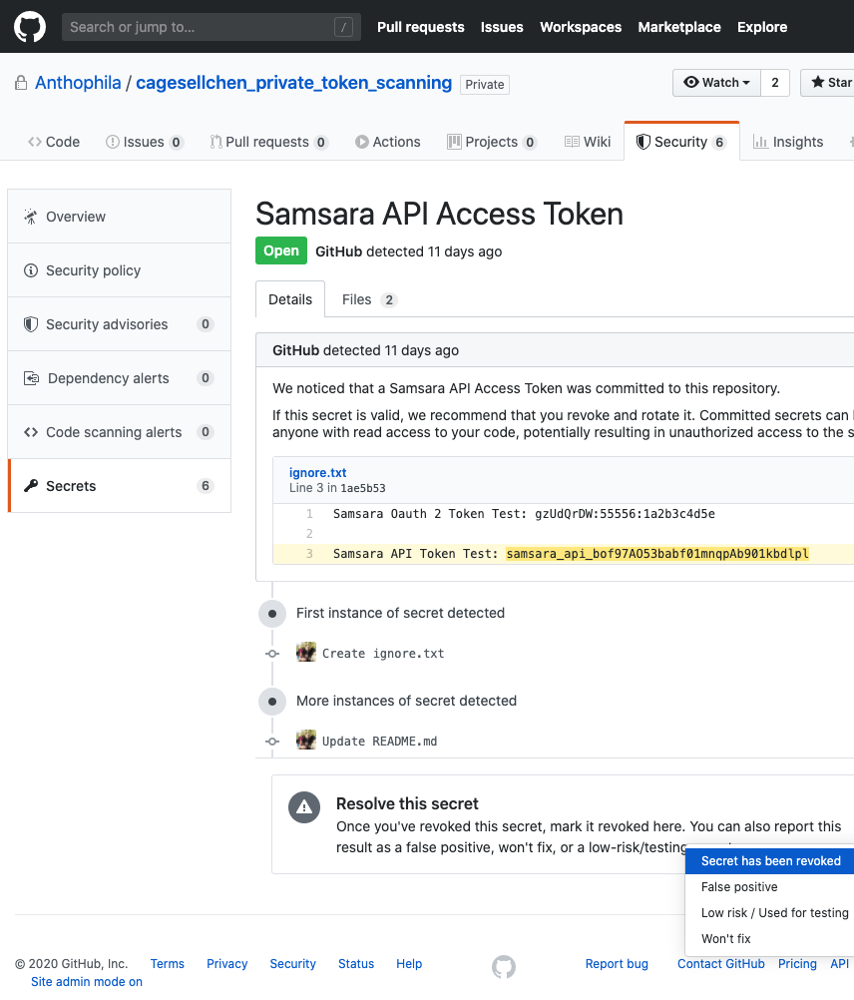 Search or jump to... /
Pull requests Issues Workspaces Marketplace Explore
Anthophila / cagesellchen_private_token_scanning Private
Watch 2 Star
Code Issues 0 Pull requests 0 Actions Projects 0 Wiki Security 6 Insights
Overview
Security policy
Security advisories 0
Dependency alerts 0
Code scanning alerts 0
Secrets 6
Samsara API Access Token
Open GitHub detected 11 days ago
Details Files 2
GitHub detected 11 days ago
We noticed that a Samsara API Access Token was committed to this repository.
If this secret is valid, we recommend that you revoke and rotate it. Committed secrets can
anyone with read access to your code, potentially resulting in unauthorized access to the
ignore.txt
Line 3 in 1ae5b53
1 Samsara Oauth 2 Token Test: gzUdQrDW:55556:1a2b3c4d5e
2
3 Samsara API Token Test: samsara_api_bof97AO53babf01mnqpAb901kbdlpl
First instance of secret detected
Create ignore.txt
More instances of secret detected
Update README.md
Resolve this secret
Once you've revoked this secret, mark it revoked here. You can also report this
result as a false positive, won't fix, or a low-risk/testing
Secret has been revoked
False positive
Low risk / Used for testing
Won't fix
© 2020 GitHub, Inc. Terms Privacy Security Status Help
Report bug Contact GitHub Pricing API
Site admin mode on